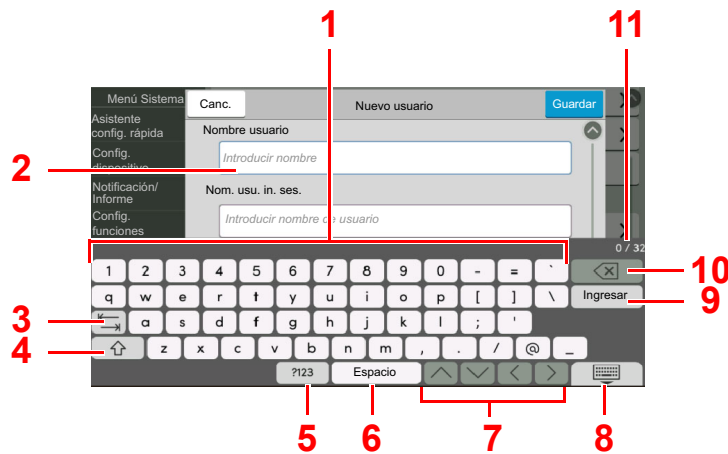 1 11
Menú Sistema Canc. Nuevo usuario Guardar
Asistente
config. rápida
Nombre usuario
Config.
dispositivo
Introducir nombre
2
Notificación/
Informe
Nom. usu. in. ses.
Config.
funciones
Introducir nombre de usuario
0 / 32
1 2 3 4 5 6 7 8 9 0 - = `
10
q w e r t y u i o p [ ] \ Ingresar
9
3
a s d f g h j k l ; '
4
z x c v b n m , . / @ _
?123 Espacio
5 6 7 8